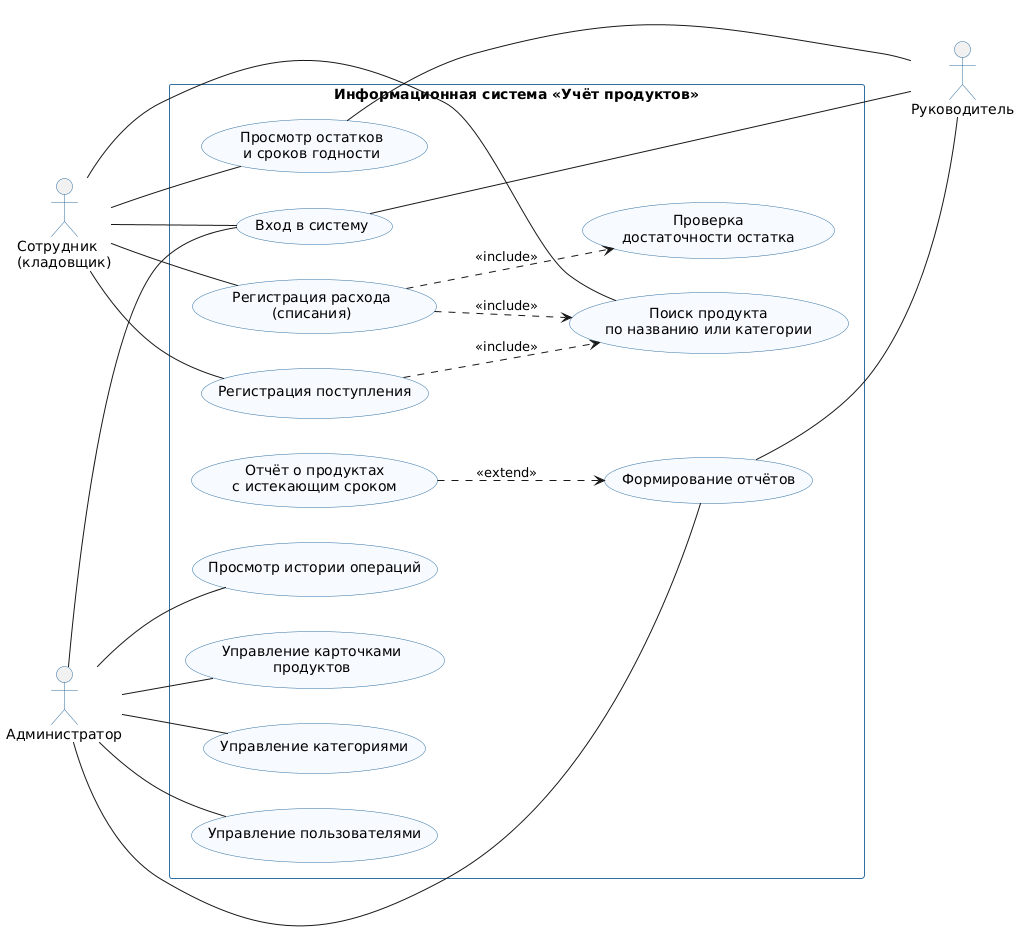 Информационная система «Учёт продуктов»
Руководитель
Просмотр остатков
и сроков годности
Сотрудник
(кладовщик)
Вход в систему
Проверка
достаточности остатка
«include»
Регистрация расхода
(списания)
«include»
Поиск продукта
по названию или категории
«include»
Регистрация поступления
Отчёт о продуктах
с истекающим сроком
«extend»
Формирование отчётов
Просмотр истории операций
Управление карточками
продуктов
Администратор
Управление категориями
Управление пользователями